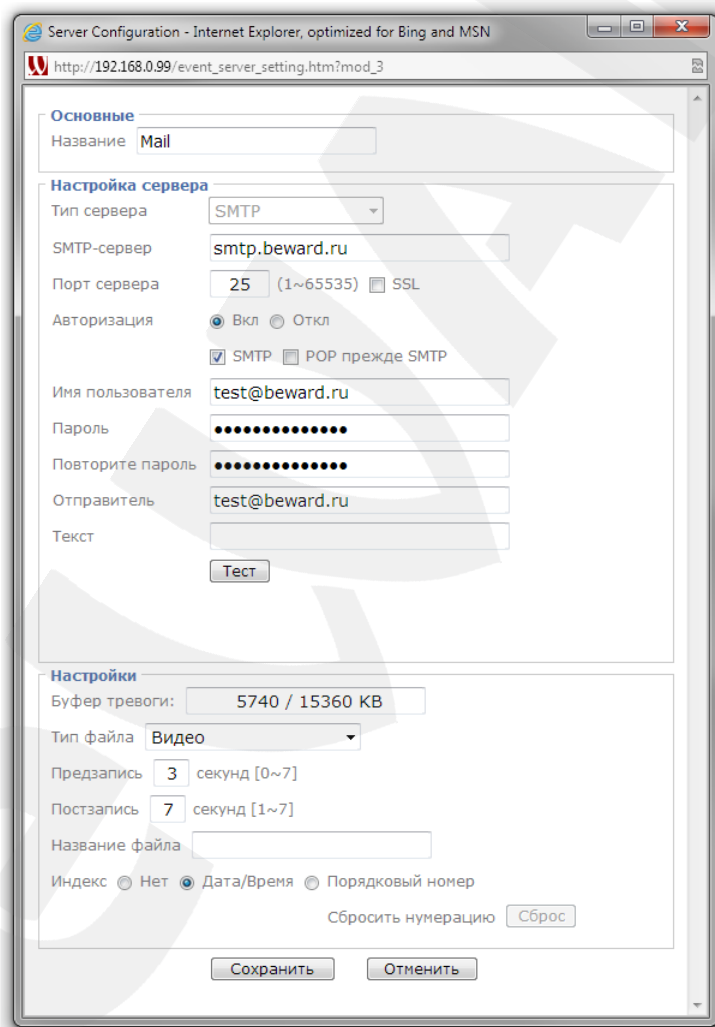 Server Configuration - Internet Explorer, optimized for Bing and MSN
http://192.168.0.99/event_server_setting.htm?mod_3
Основные
Название Mail
Настройка сервера
Тип сервера SMTP
SMTP-сервер smtp.beward.ru
Порт сервера 25 (1~65535) SSL
Авторизация Вкл Откл
SMTP POP прежде SMTP
Имя пользователя test@beward.ru
Пароль ••••••••••••••
Повторите пароль ••••••••••••••
Отправитель test@beward.ru
Текст
Тест
Настройки
Буфер тревоги: 5740 / 15360 KB
Тип файла Видео
Предзапись 3 секунд [0~7]
Постзапись 7 секунд [1~7]
Название файла
Индекс Нет Дата/Время Порядковый номер
Сбросить нумерацию Сброс
Сохранить Отменить